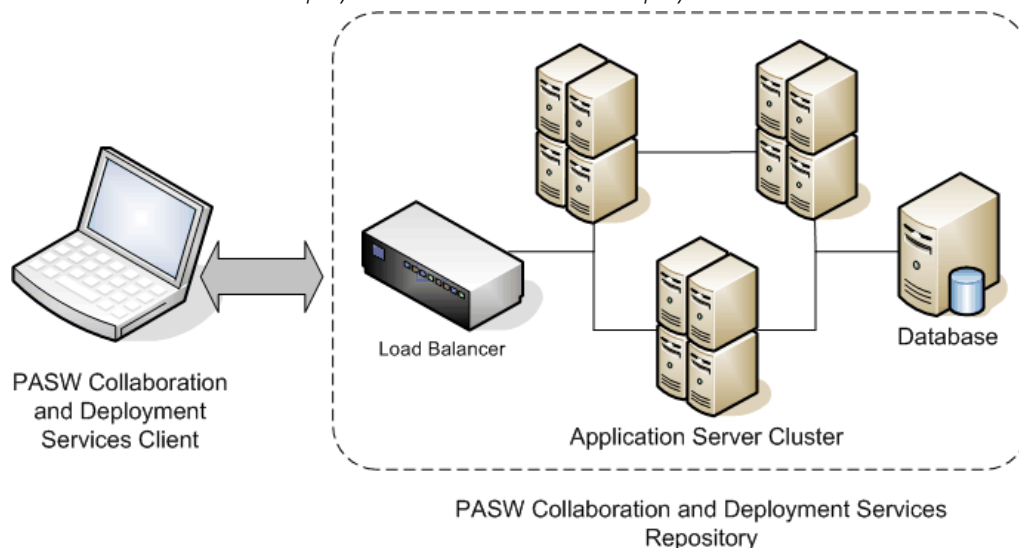 Load Balancer
Database
PASW Collaboration
and Deployment
Services Client
Application Server Cluster
PASW Collaboration and Deployment Services
Repository